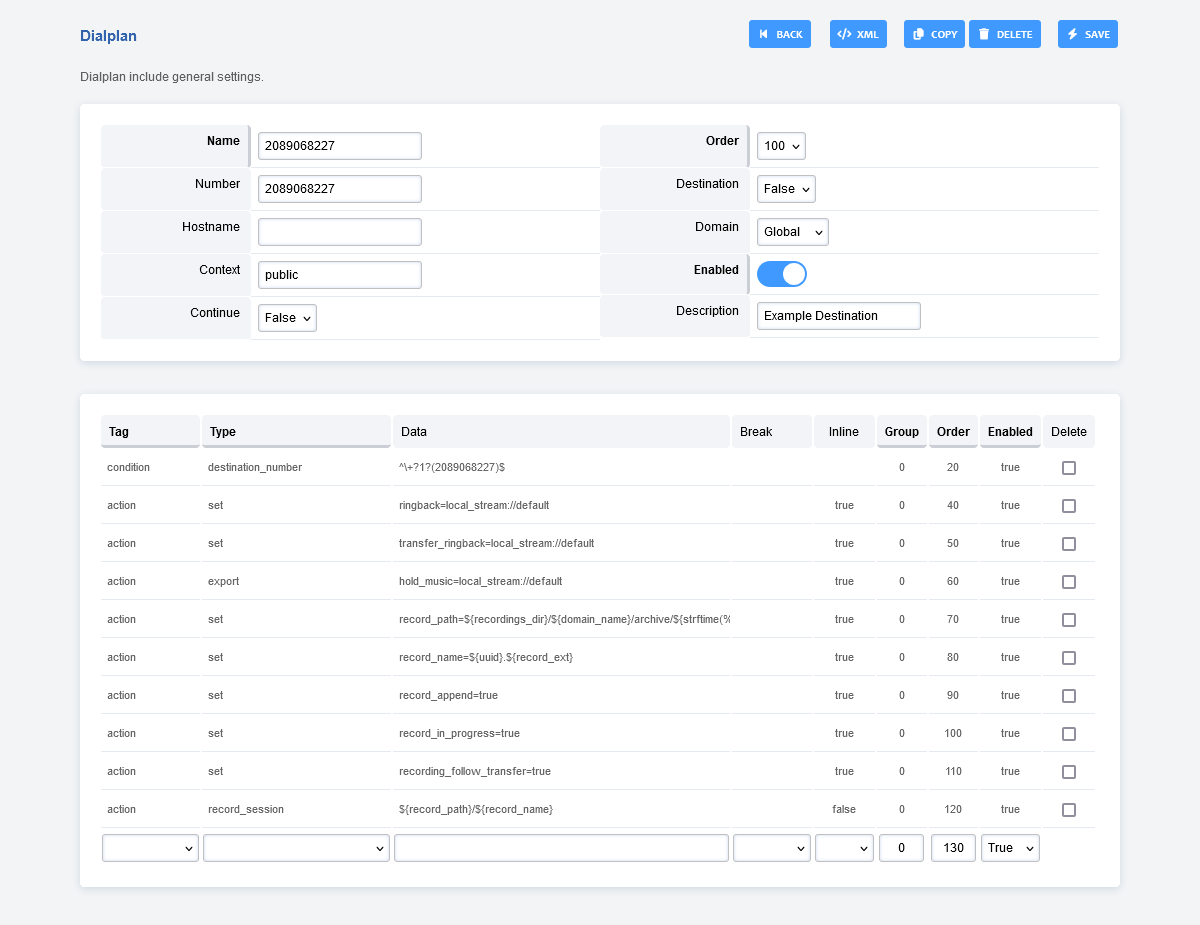 Dialplan
BACK XML COPY DELETE SAVE
Dialplan include general settings.
Name 2089068227 Order 100
Number 2089068227 Destination False
Hostname Domain Global
Context public Enabled
Continue False Description Example Destination
Tag Type Data Break Inline Group Order Enabled Delete
condition destination_number ^\+?1?(2089068227)$ 0 20 true
action set ringback=local_stream://default true 0 40 true
action set transfer_ringback=local_stream://default true 0 50 true
action export hold_music=local_stream://default true 0 60 true
action set record_path=${recordings_dir}/${domain_name}/archive/${strftime(% true 0 70 true
action set record_name=${uuid}.${record_ext} true 0 80 true
action set record_append=true true 0 90 true
action set record_in_progress=true true 0 100 true
action set recording_follow_transfer=true true 0 110 true
action record_session ${record_path}/${record_name} false 0 120 true
0 130 True